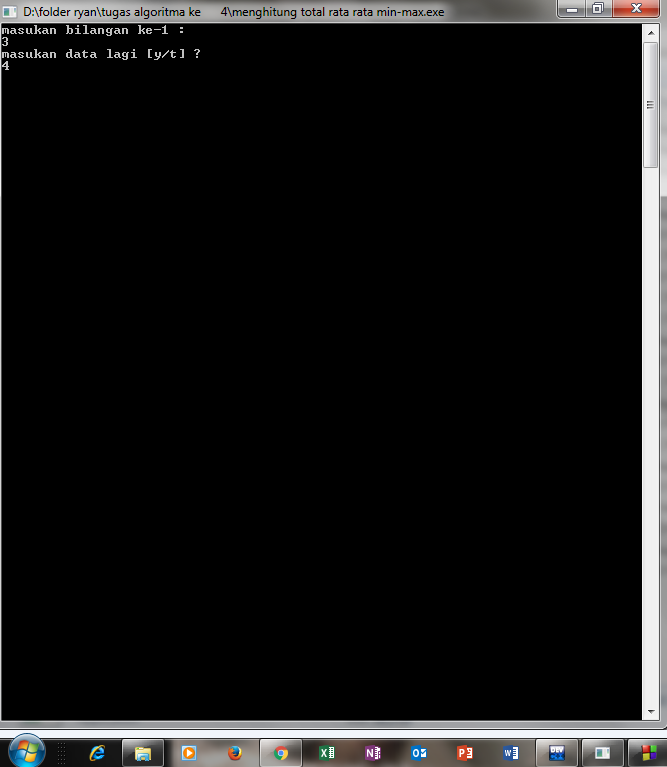 D:\folder ryan\tugas algoritma ke      4\menghitung total rata rata min-max.exe
masukan bilangan ke-1 :
3
masukan data lagi [y/t] ?
4